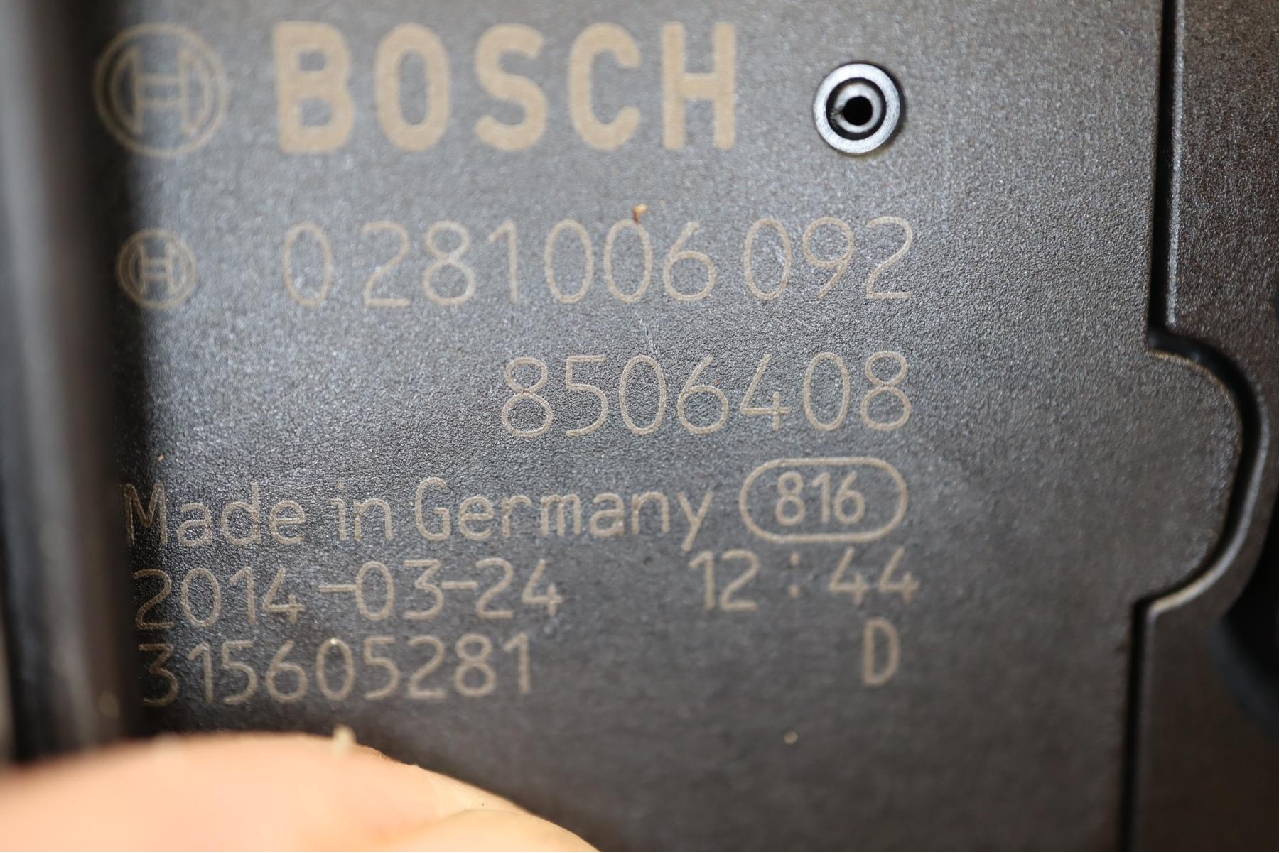 BOSCH
0 281 006 092
8506408
Made in Germany 816
2014-03-24 12:44
315605281 D